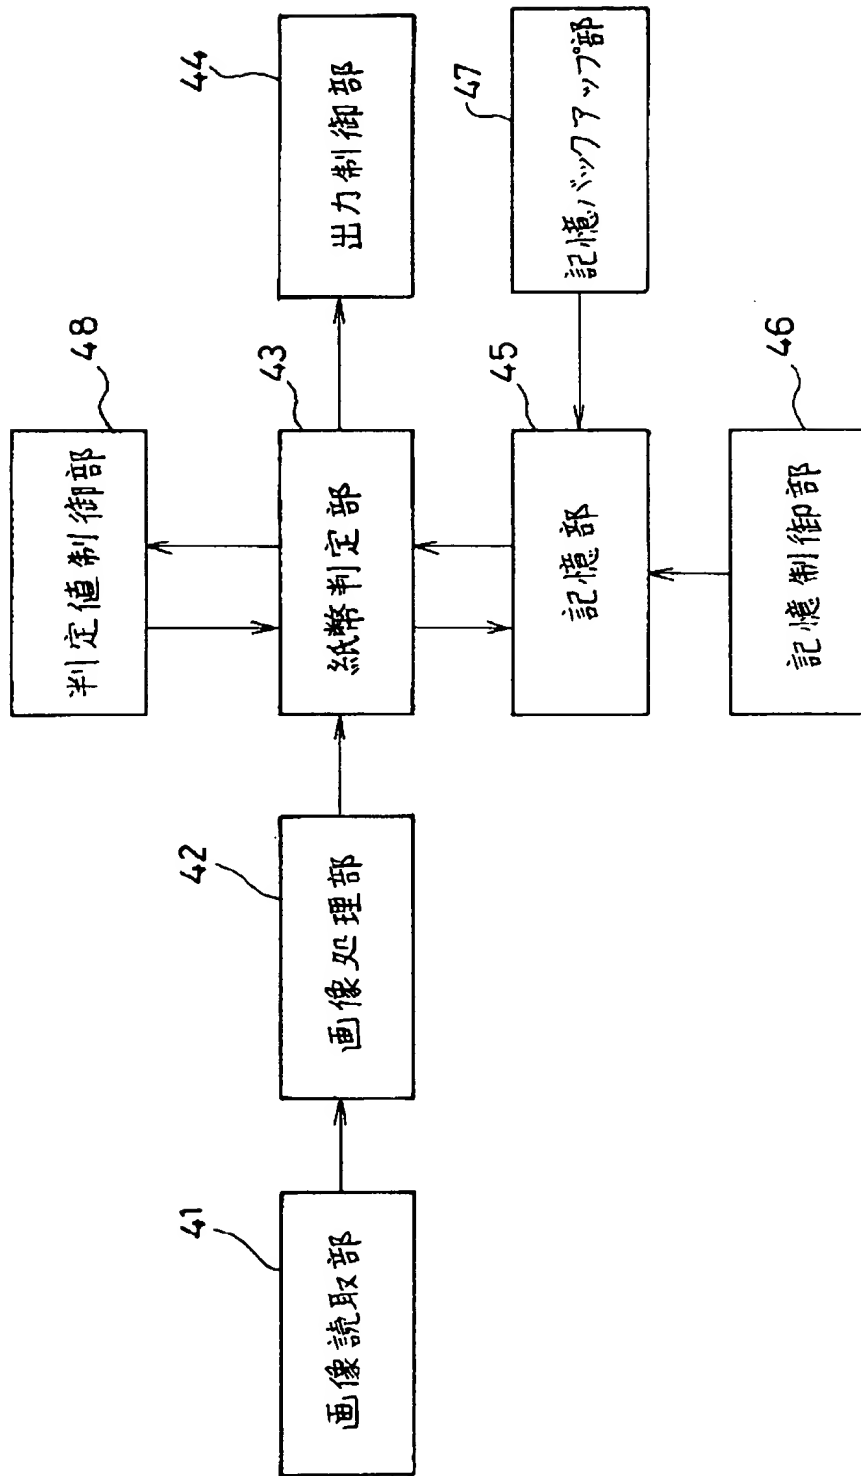 判定値制御部
48
画像読取部
41
画像処理部
42
紙幣判定部
43
出力制御部
44
記憶部
45
記憶バックアップ部
47
記憶制御部
46